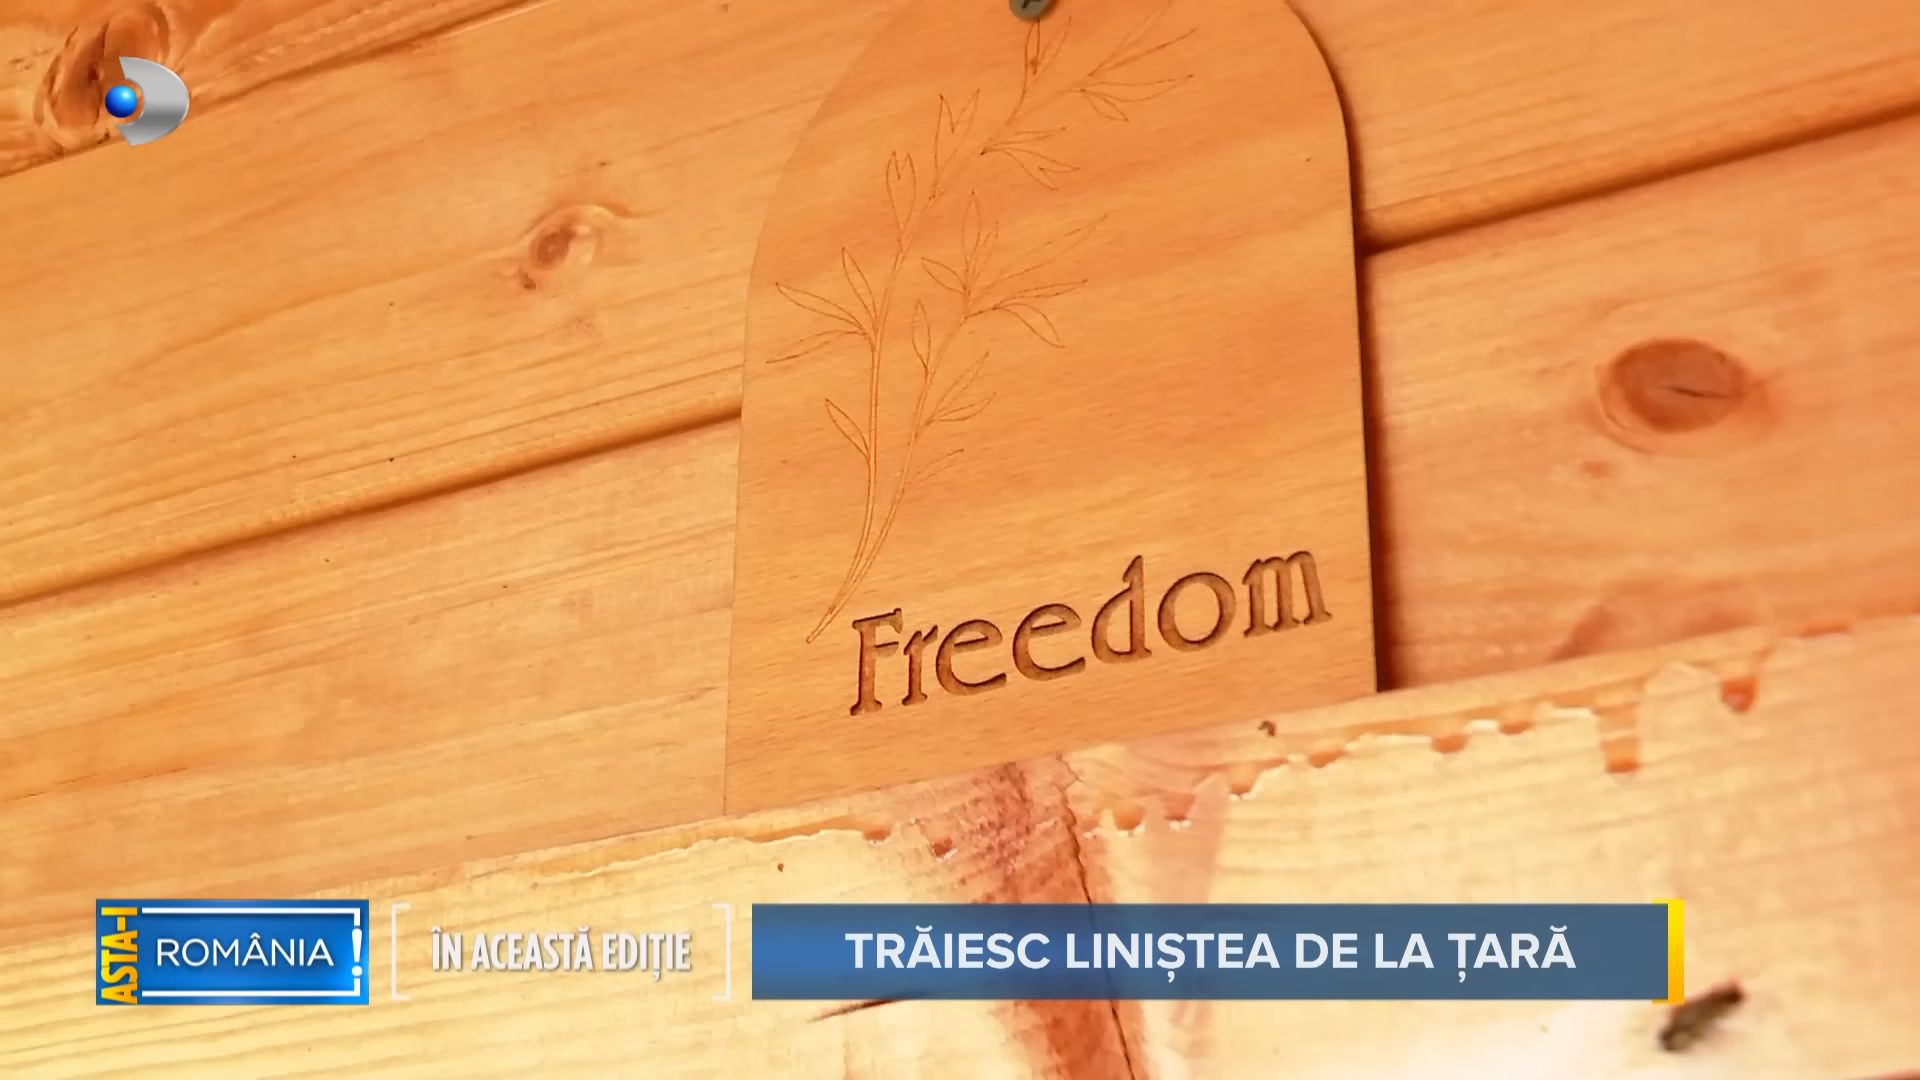 Freedom
ASTA-I
ROMÂNIA!
ÎN ACEASTĂ EDIȚIE
TRĂIESC LINIȘTEA DE LA ȚARĂ